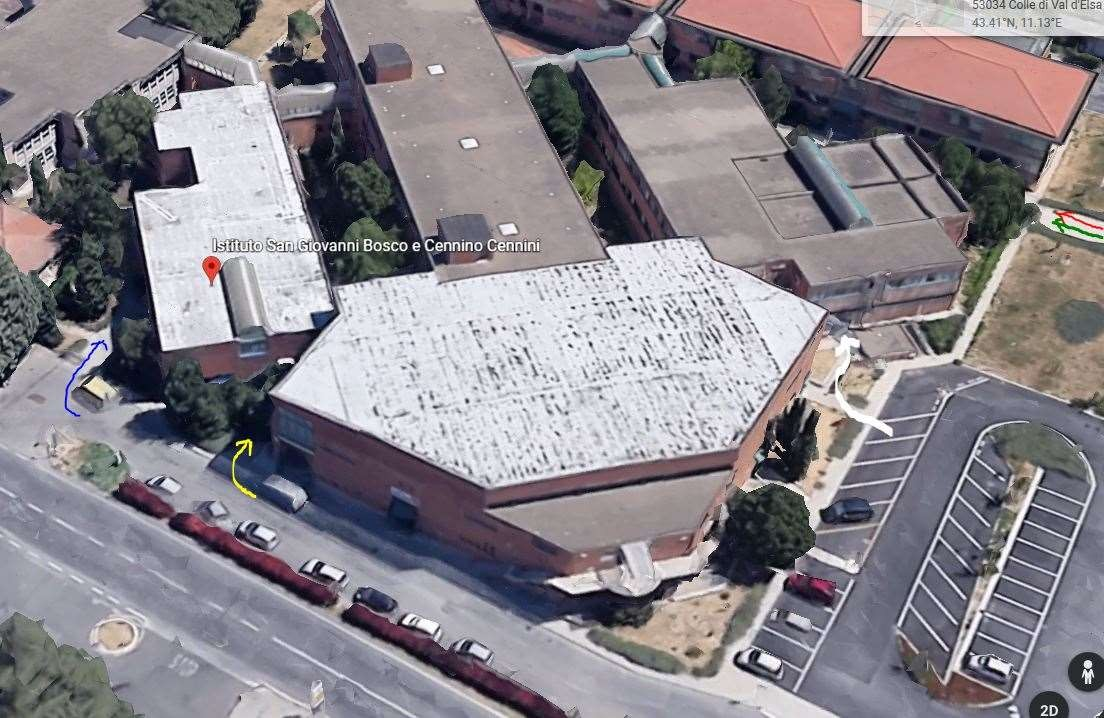 53034 Colle di Val d'Elsa
43.41°N, 11.13°E
Istituto San Giovanni Bosco e Cennino Cennini
2D